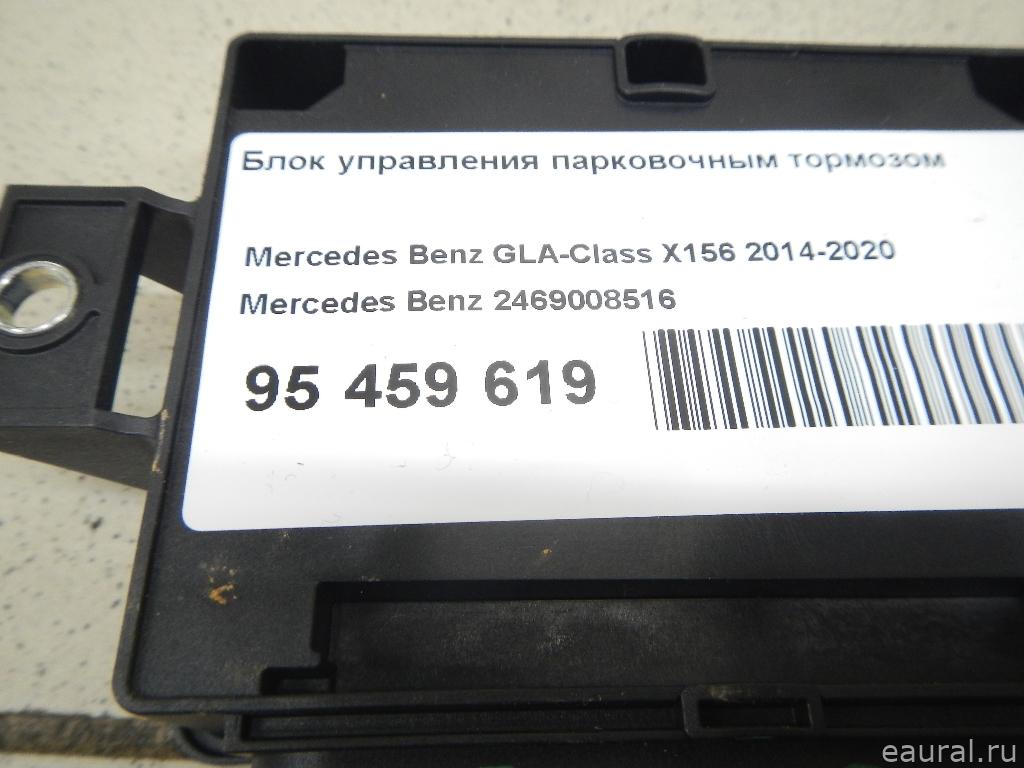 Блок управления парковочным тормозом
Mercedes Benz GLA-Class X156 2014-2020
Mercedes Benz 2469008516
95 459 619
eaural.ru